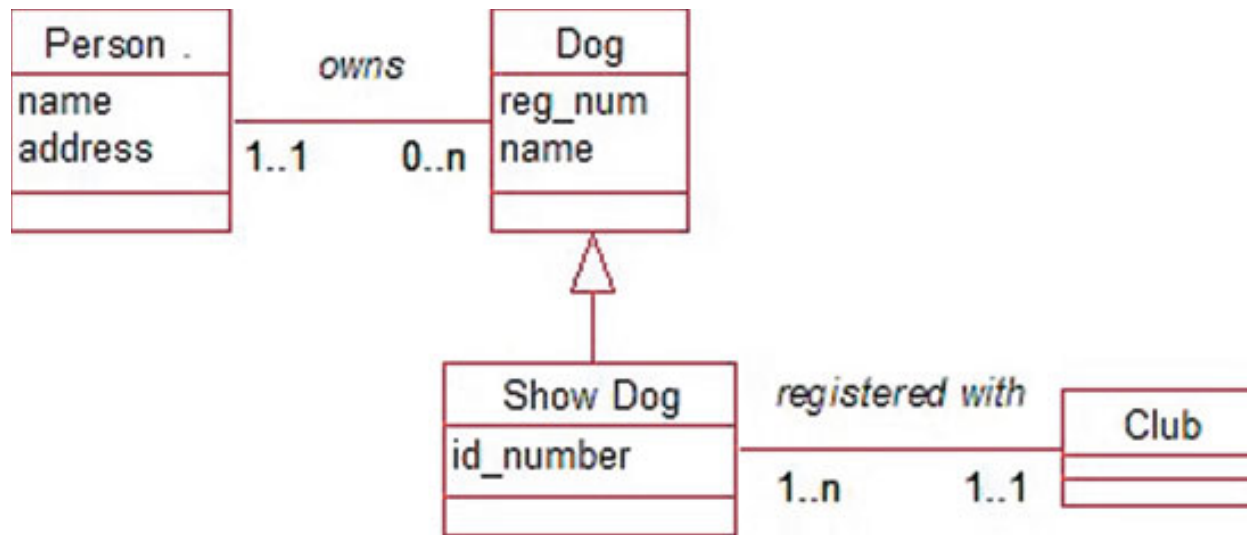 Person .
name
address
owns
1..1
0..n
Dog
reg_num
name
Show Dog
id_number
registered with
1..n
1..1
Club